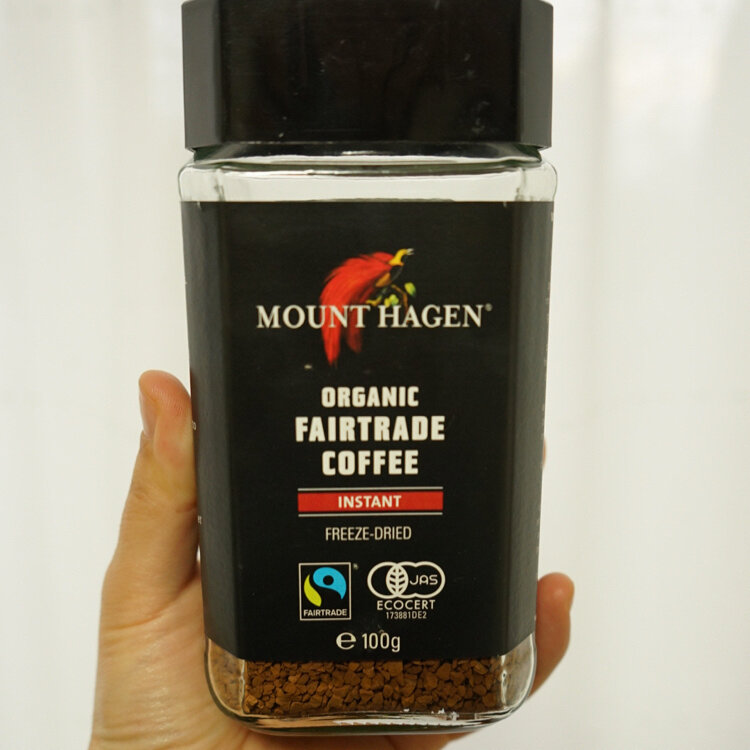 MOUNT HAGEN®
ORGANIC
FAIRTRADE
COFFEE
INSTANT
FREEZE-DRIED
FAIRTRADE
JAS
ECOCERT
173881DE2
℮ 100g